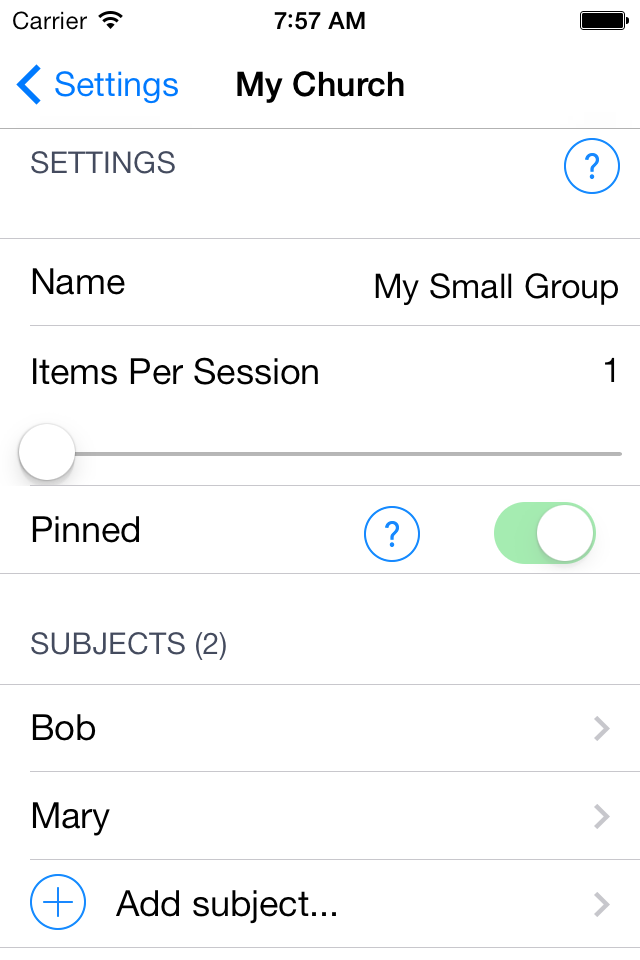 Carrier 7:57 AM
Settings My Church
SETTINGS ?
Name My Small Group
Items Per Session 1
Pinned ?
SUBJECTS (2)
Bob
Mary
Add subject...